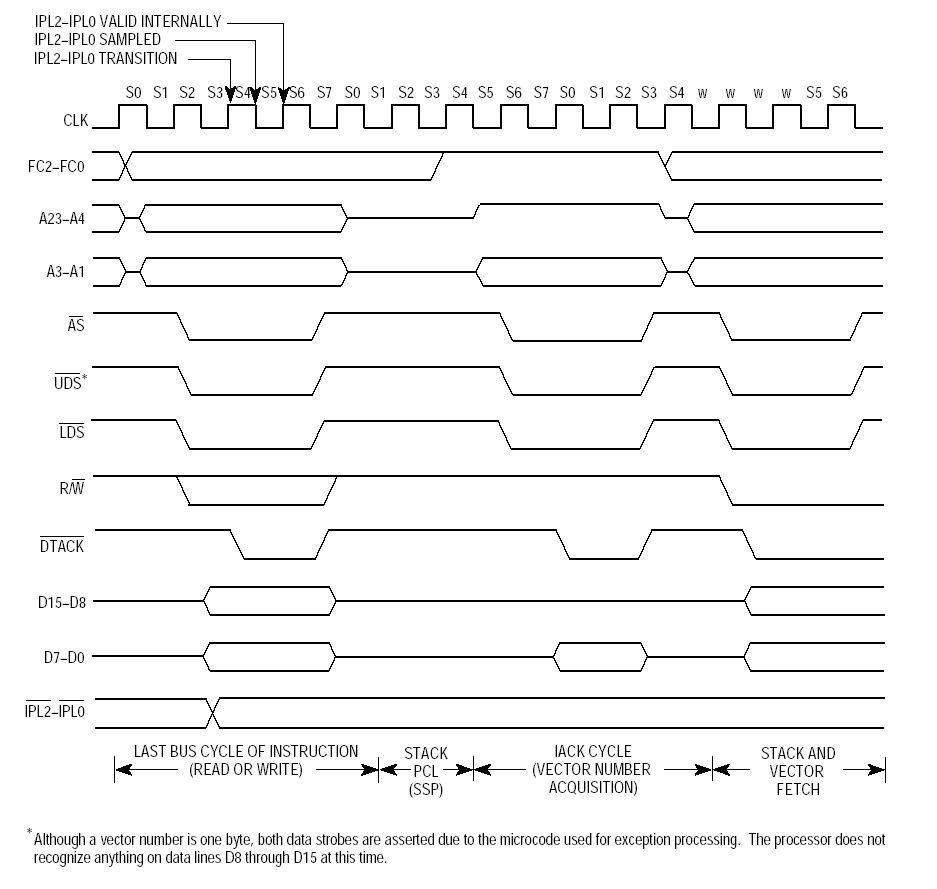 IPL2–IPL0 VALID INTERNALLY
IPL2–IPL0 SAMPLED
IPL2–IPL0 TRANSITION
S0 S1 S2 S3 S4 S5 S6 S7 S0 S1 S2 S3 S4 S5 S6 S7 S0 S1 S2 S3 S4 w w w w S5 S6
CLK
FC2–FC0
A23–A4
A3–A1
AS
UDS*
LDS
R/W
DTACK
D15–D8
D7–D0
IPL2–IPL0
LAST BUS CYCLE OF INSTRUCTION
(READ OR WRITE)
STACK
PCL
(SSP)
IACK CYCLE
(VECTOR NUMBER
ACQUISITION)
STACK AND
VECTOR
FETCH
* Although a vector number is one byte, both data strobes are asserted due to the microcode used for exception processing. The processor does not
recognize anything on data lines D8 through D15 at this time.